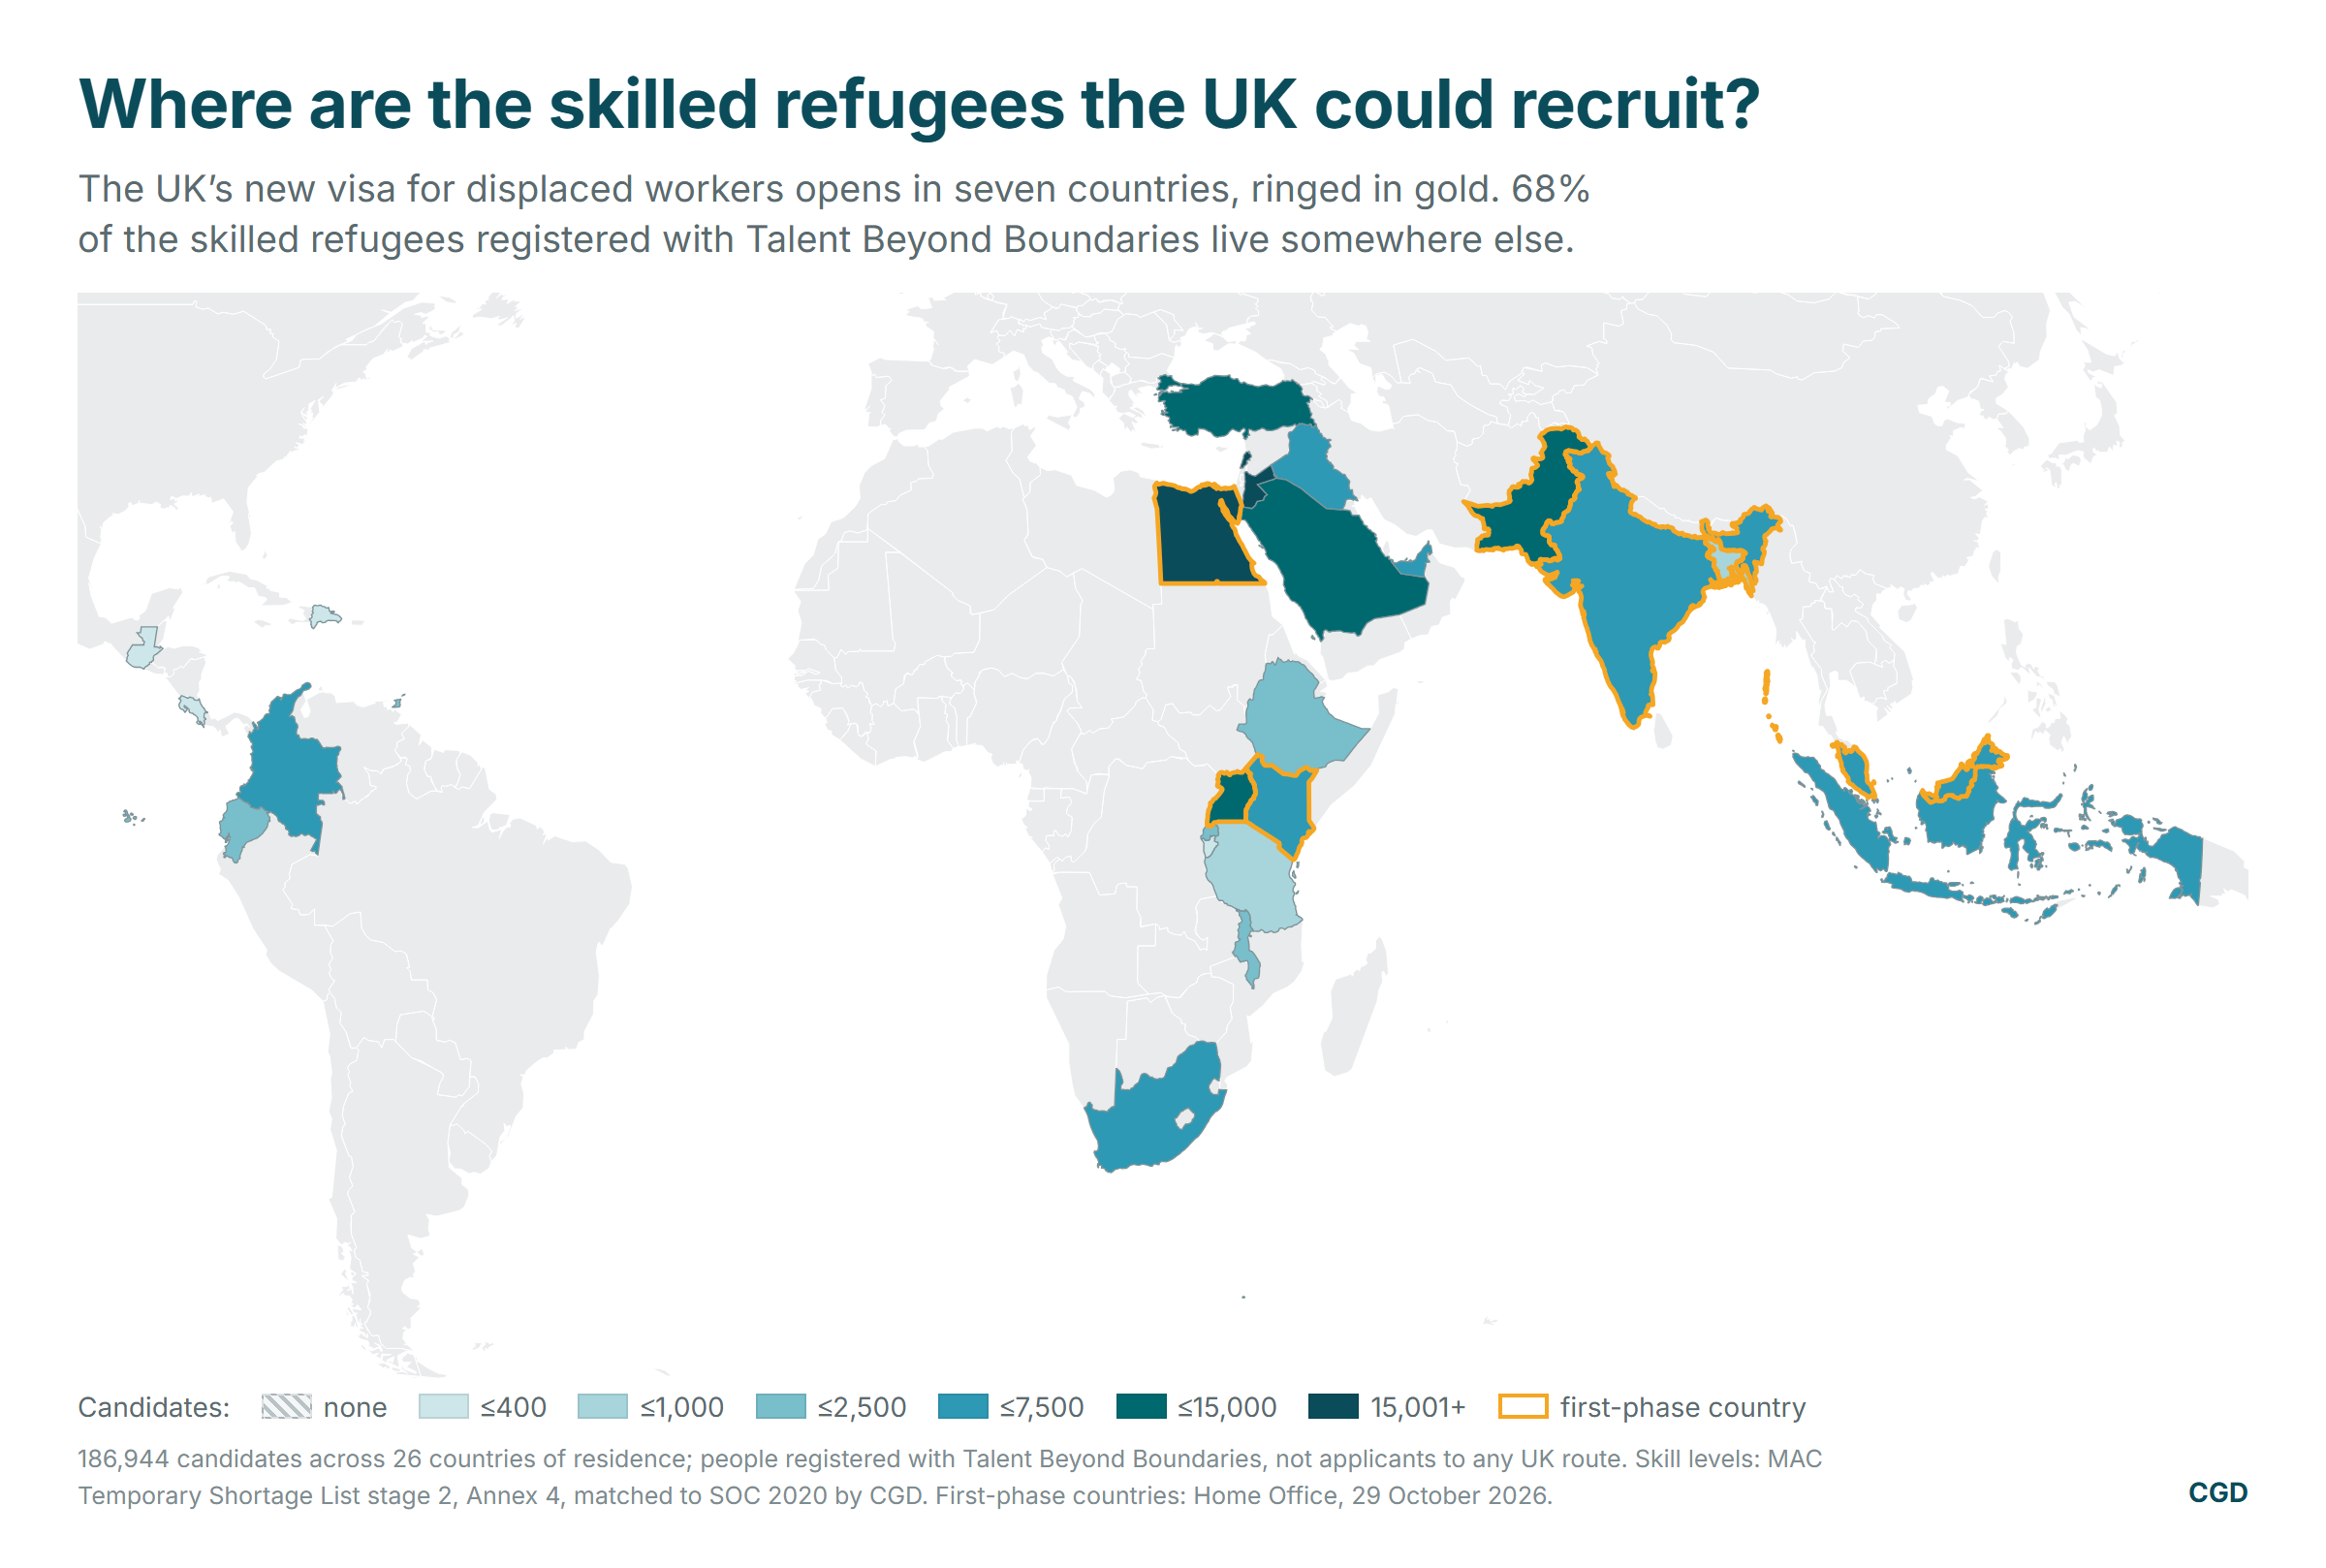 Where are the skilled refugees the UK could recruit?
The UK’s new visa for displaced workers opens in seven countries, ringed in gold. 68%
of the skilled refugees registered with Talent Beyond Boundaries live somewhere else.
Candidates: none ≤400 ≤1,000 ≤2,500 ≤7,500 ≤15,000 15,001+ first-phase country
186,944 candidates across 26 countries of residence; people registered with Talent Beyond Boundaries, not applicants to any UK route. Skill levels: MAC
Temporary Shortage List stage 2, Annex 4, matched to SOC 2020 by CGD. First-phase countries: Home Office, 29 October 2026.
CGD